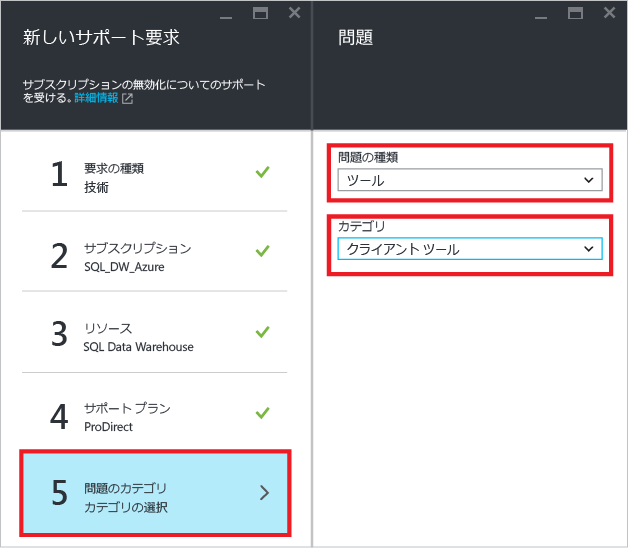 新しいサポート要求
サブスクリプションの無効化についてのサポート
を受ける。詳細情報
1
要求の種類
技術
2
サブスクリプション
SQL_DW_Azure
3
リソース
SQL Data Warehouse
4
サポート プラン
ProDirect
5
問題のカテゴリ
カテゴリの選択
問題
問題の種類
ツール
カテゴリ
クライアント ツール